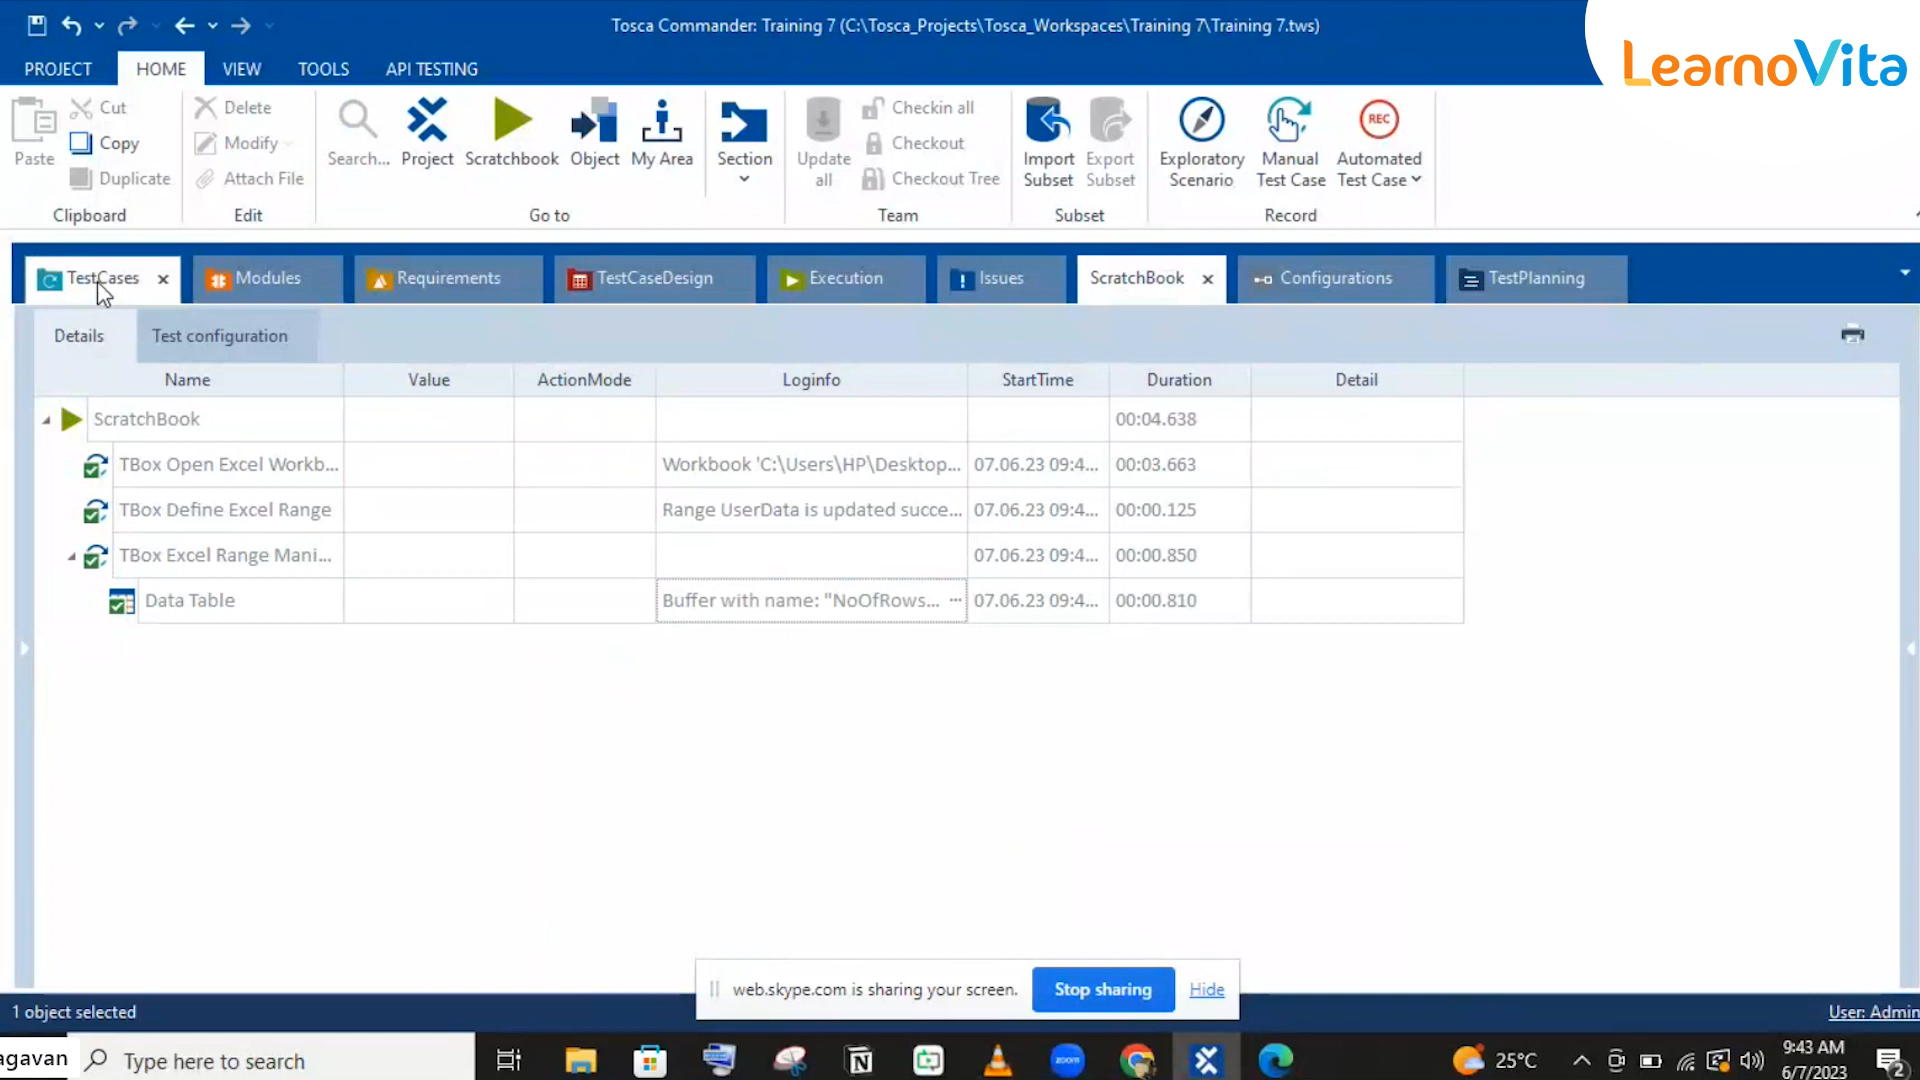 Tosca Commander: Training 7 (C:\Tosca_Projects\Tosca_Workspaces\Training 7\Training 7.tws)
LearnoVita
PROJECT HOME VIEW TOOLS API TESTING
Paste
Cut
Copy
Duplicate
Clipboard
Delete
Modify
Attach File
Edit
Search... Project Scratchbook Object My Area
Go to
Section
Update all
Checkin all
Checkout
Checkout Tree
Team
Import Subset
Export Subset
Subset
Exploratory Scenario
Manual Test Case
REC
Automated Test Case
Record
TestCases Modules Requirements TestCaseDesign Execution Issues ScratchBook Configurations TestPlanning
Details Test configuration
Name Value ActionMode Loginfo StartTime Duration Detail
ScratchBook 00:04.638
TBox Open Excel Workb... Workbook 'C:\Users\HP\Desktop... 07.06.23 09:4... 00:03.663
TBox Define Excel Range Range UserData is updated succe... 07.06.23 09:4... 00:00.125
TBox Excel Range Mani... 07.06.23 09:4... 00:00.850
Data Table Buffer with name: "NoOfRows... ... 07.06.23 09:4... 00:00.810
web.skype.com is sharing your screen. Stop sharing Hide
1 object selected User: Admin
agavan Type here to search zoom 25°C 9:43 AM
6/7/2023 2